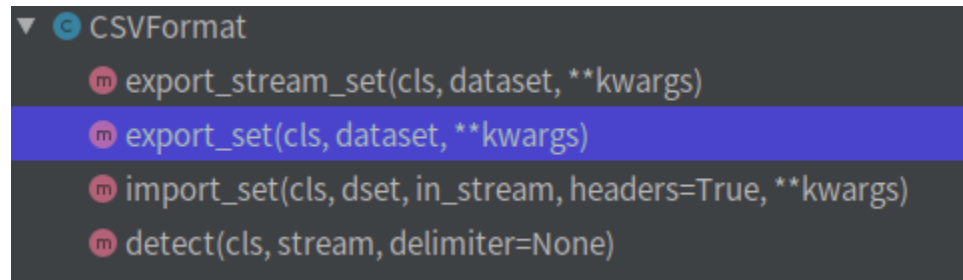 CSVFormat
export_stream_set(cls, dataset, **kwargs)
export_set(cls, dataset, **kwargs)
import_set(cls, dset, in_stream, headers=True, **kwargs)
detect(cls, stream, delimiter=None)